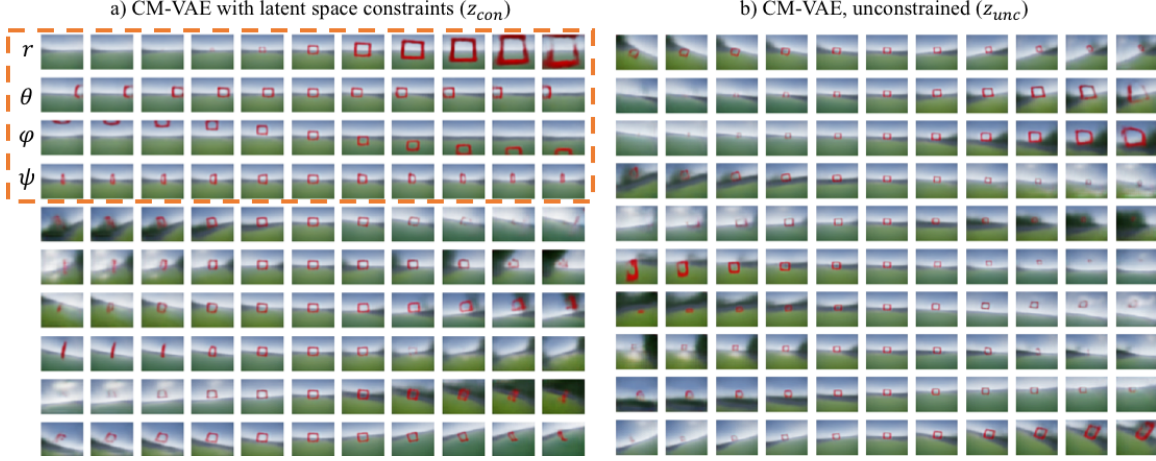 a) CM-VAE with latent space constraints (z_con)
b) CM-VAE, unconstrained (z_unc)
r
θ
φ
ψ